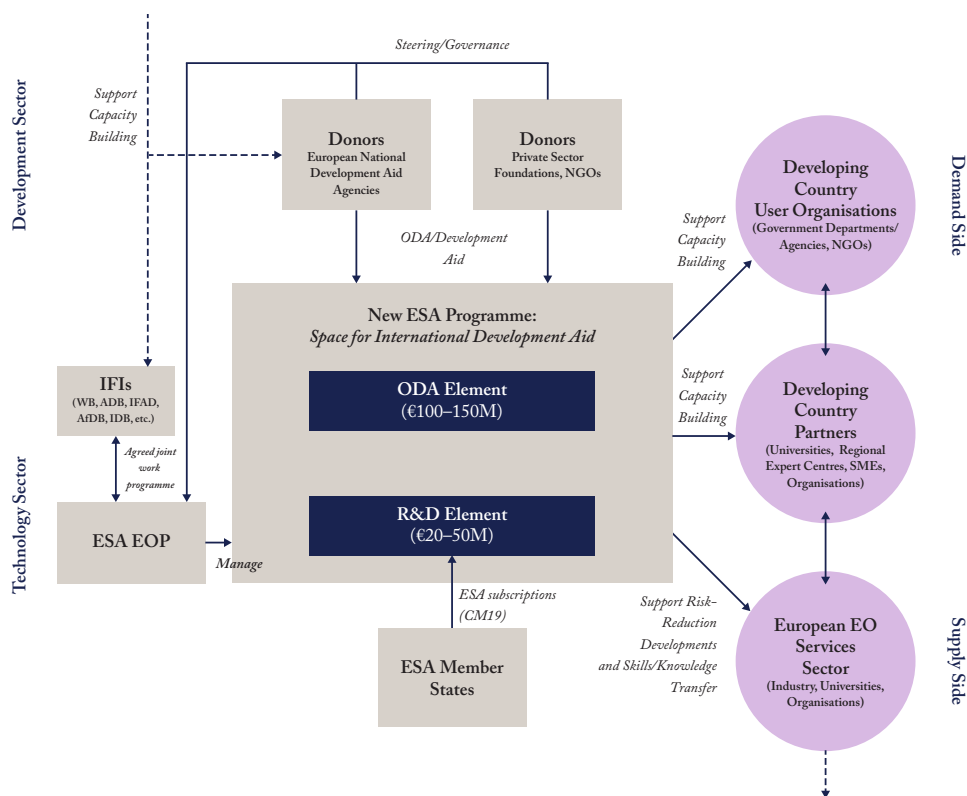 Steering/Governance
Development Sector
Support
Capacity
Building
Donors
European National
Development Aid
Agencies
Donors
Private Sector
Foundations, NGOs
ODA/Development
Aid
New ESA Programme:
Space for International Development Aid
ODA Element
(€100–150M)
R&D Element
(€20–50M)
IFIs
(WB, ADB, IFAD,
AfDB, IDB, etc.)
Agreed joint
work
programme
Technology Sector
ESA EOP
Manage
ESA subscriptions
(CM19)
ESA Member
States
Support
Capacity
Building
Developing
Country
User Organisations
(Government Departments/
Agencies, NGOs)
Demand Side
Support
Capacity
Building
Developing
Country
Partners
(Universities, Regional
Expert Centres, SMEs,
Organisations)
Support Risk-
Reduction
Developments
and Skills/Knowledge
Transfer
European EO
Services
Sector
(Industry, Universities,
Organisations)
Supply Side